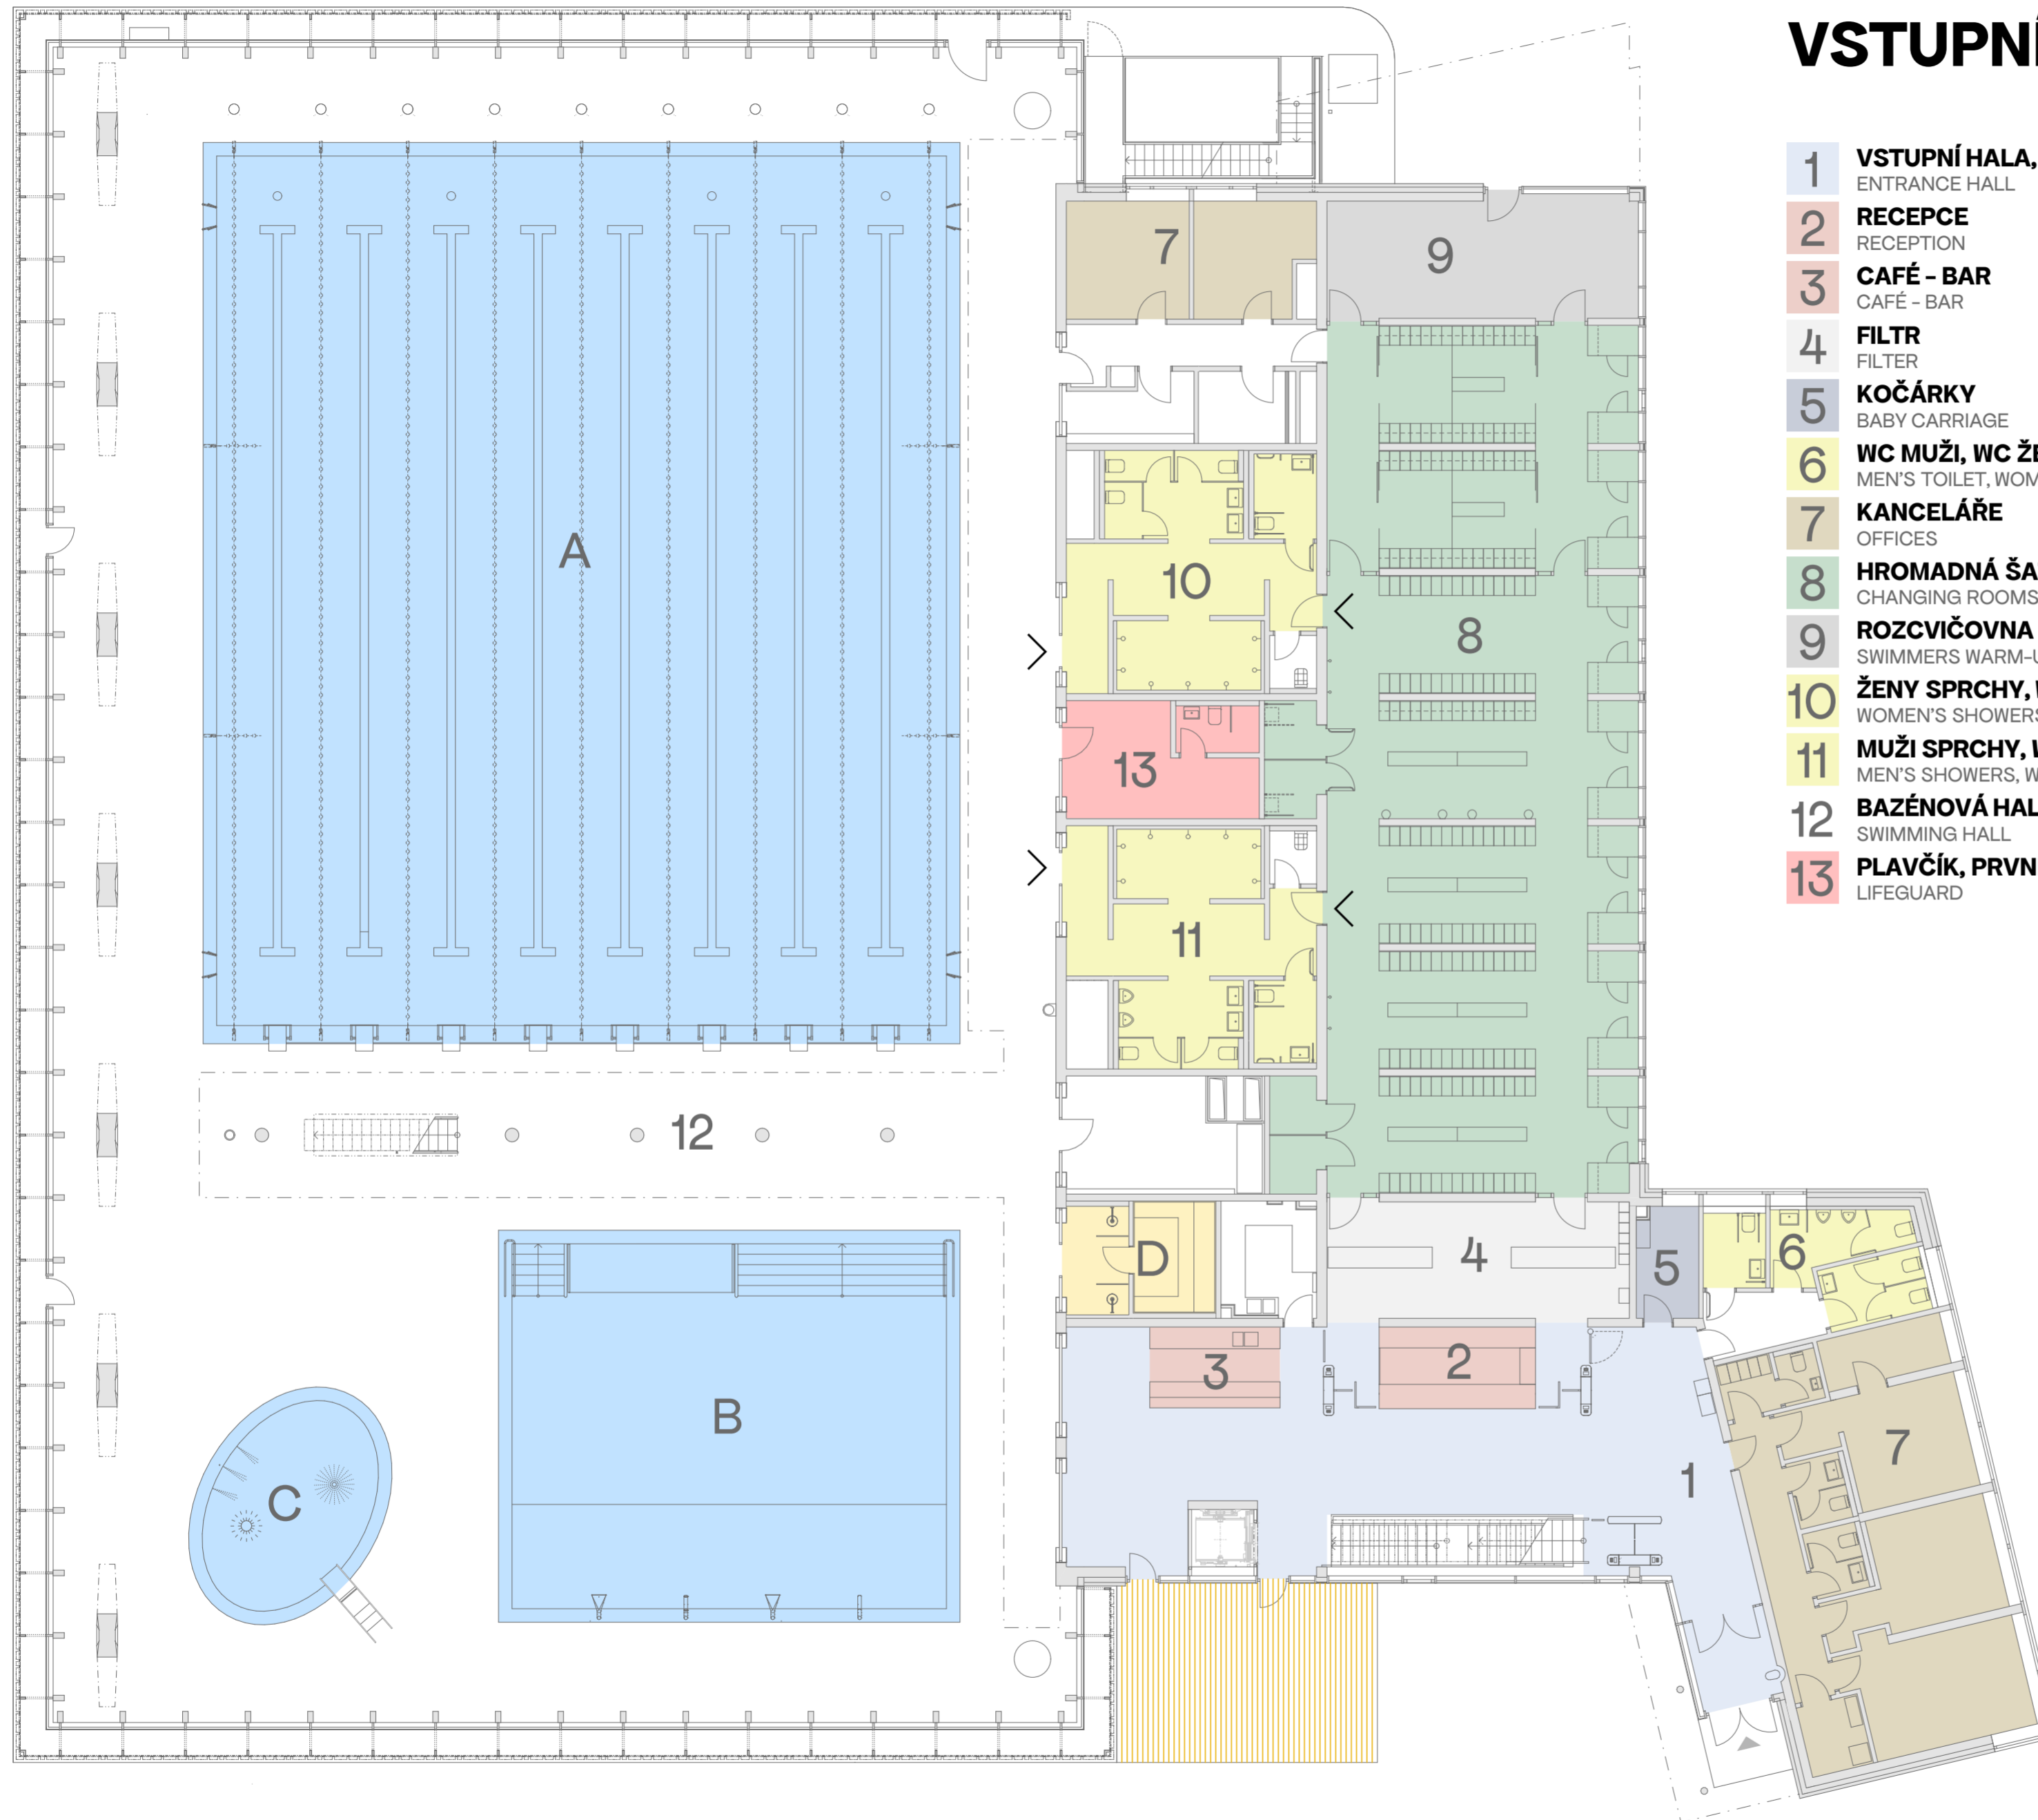 VSTUPNÍ
1 VSTUPNÍ HALA,
ENTRANCE HALL
2 RECEPCE
RECEPTION
3 CAFÉ – BAR
CAFÉ – BAR
4 FILTR
FILTER
5 KOČÁRKY
BABY CARRIAGE
6 WC MUŽI, WC ŽE
MEN'S TOILET, WOM
7 KANCELÁŘE
OFFICES
8 HROMADNÁ ŠA
CHANGING ROOMS
9 ROZCVIČOVNA
SWIMMERS WARM-U
10 ŽENY SPRCHY, W
WOMEN'S SHOWERS
11 MUŽI SPRCHY, W
MEN'S SHOWERS, W
12 BAZÉNOVÁ HAL
SWIMMING HALL
13 PLAVČÍK, PRVNÍ
LIFEGUARD
7
9
A
10
8
13
11
12
D
4
5
6
3
2
B
C
1
7